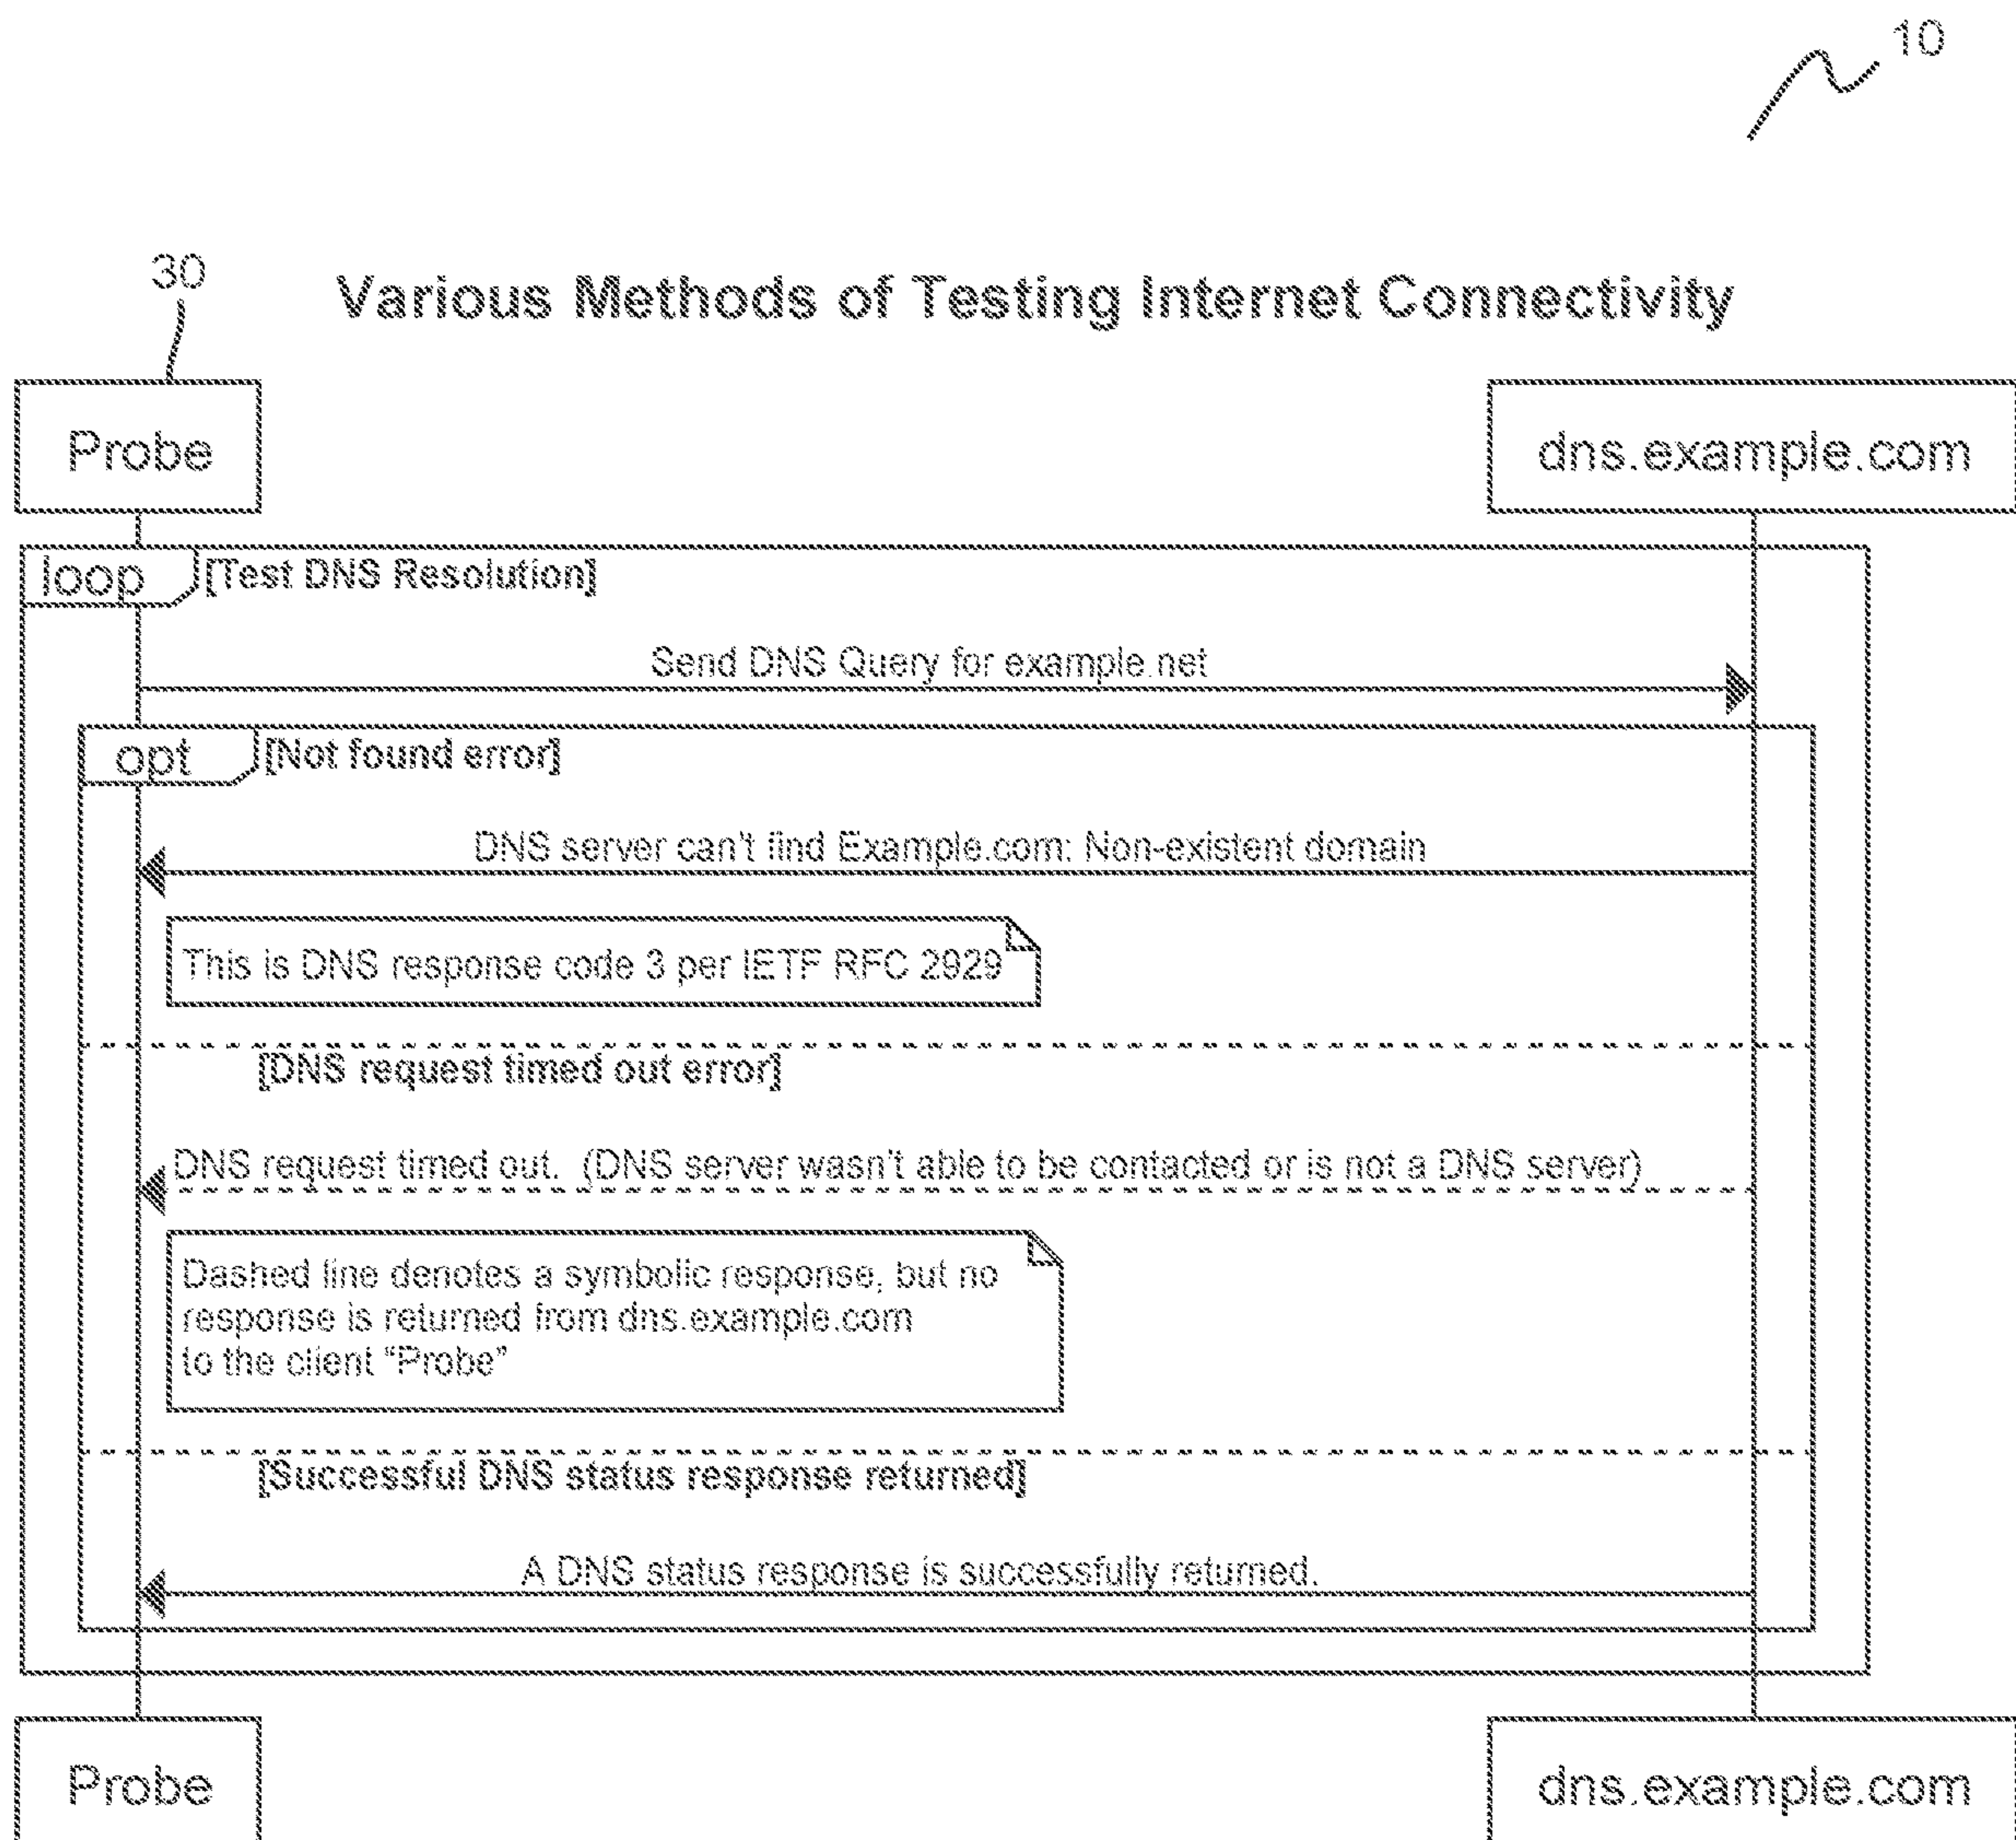 10
30
Various Methods of Testing Internet Connectivity
Probe
dns.example.com
loop
[Test DNS Resolution]
Send DNS Query for example.net
opt
[Not found error]
DNS server can't find Example.com: Non-existent domain
This is DNS response code 3 per IETF RFC 2929
[DNS request timed out error]
DNS request timed out. (DNS server wasn't able to be contacted or is not a DNS server)
Dashed line denotes a symbolic response, but no
response is returned from dns.example.com
to the client “Probe”
[Successful DNS status response returned]
A DNS status response is successfully returned.
Probe
dns.example.com